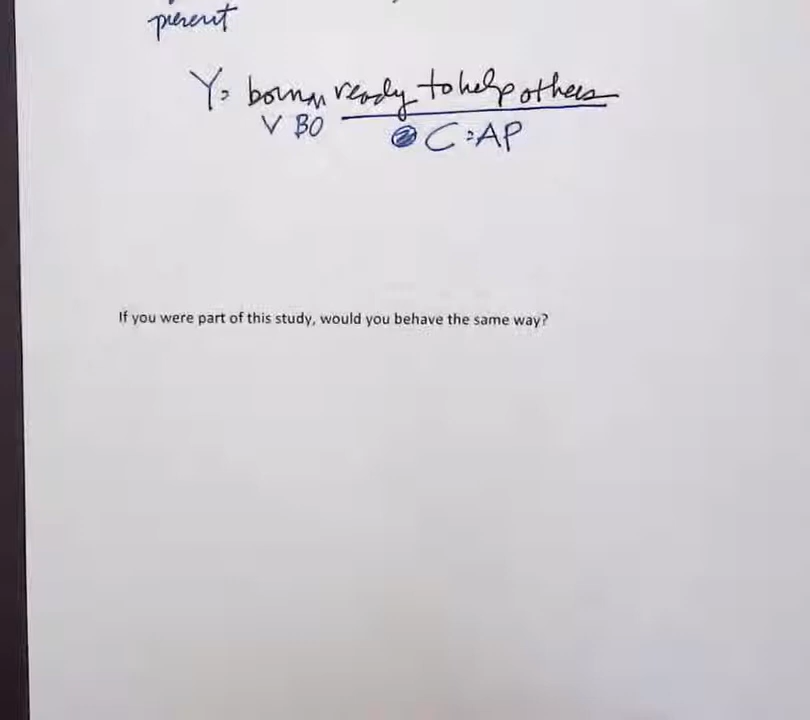 present
Y = born ready to help others
V BO C = AP
If you were part of this study, would you behave the same way?